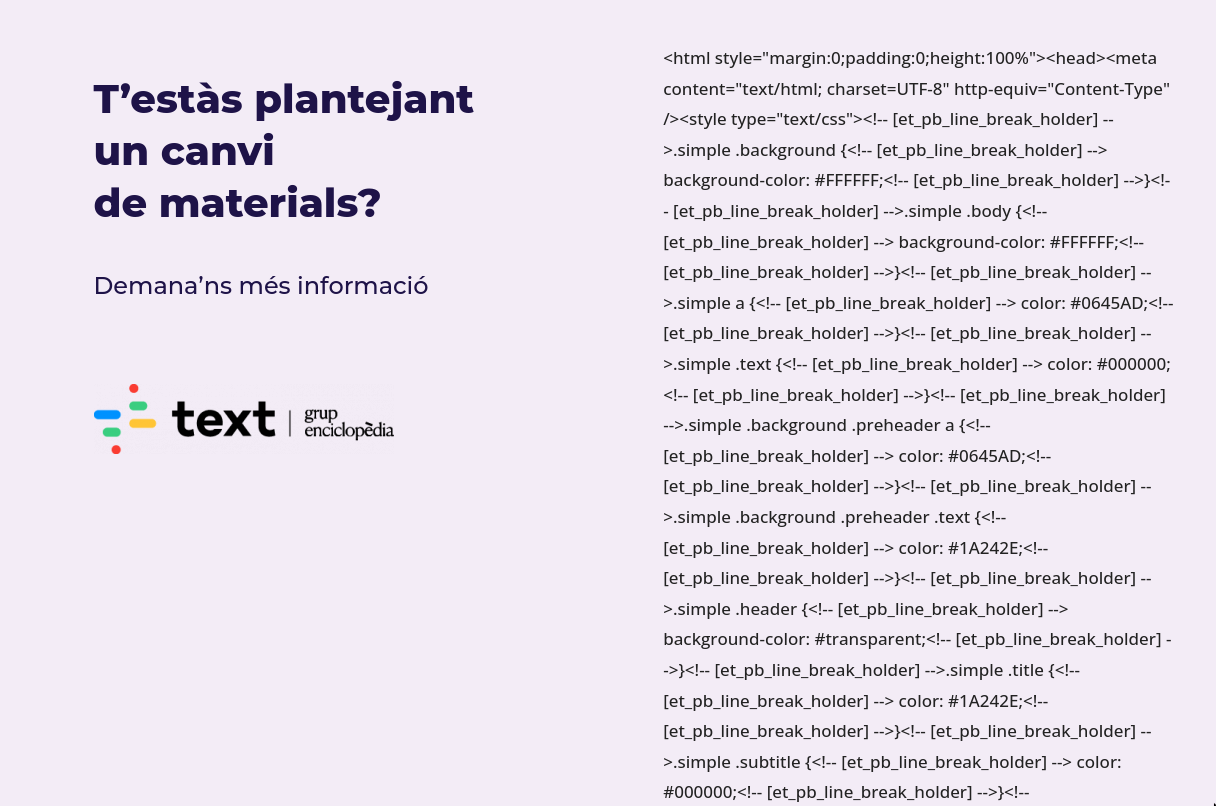 T’estàs plantejant
un canvi
de materials?
Demana’ns més informació
text | grup
enciclopèdia
<html style="margin:0;padding:0;height:100%"><head><meta
content="text/html; charset=UTF-8" http-equiv="Content-Type"
/><style type="text/css"><!-- [et_pb_line_break_holder] --
>.simple .background {<!-- [et_pb_line_break_holder] -->
background-color: #FFFFFF;<!-- [et_pb_line_break_holder] -->}<!-
- [et_pb_line_break_holder] -->.simple .body {<!--
[et_pb_line_break_holder] --> background-color: #FFFFFF;<!--
[et_pb_line_break_holder] -->}<!-- [et_pb_line_break_holder] --
>.simple a {<!-- [et_pb_line_break_holder] --> color: #0645AD;<!--
[et_pb_line_break_holder] -->}<!-- [et_pb_line_break_holder] --
>.simple .text {<!-- [et_pb_line_break_holder] --> color: #000000;
<!-- [et_pb_line_break_holder] -->}<!-- [et_pb_line_break_holder]
-->.simple .background .preheader a {<!--
[et_pb_line_break_holder] --> color: #0645AD;<!--
[et_pb_line_break_holder] -->}<!-- [et_pb_line_break_holder] --
>.simple .background .preheader .text {<!--
[et_pb_line_break_holder] --> color: #1A242E;<!--
[et_pb_line_break_holder] -->}<!-- [et_pb_line_break_holder] --
>.simple .header {<!-- [et_pb_line_break_holder] -->
background-color: #transparent;<!-- [et_pb_line_break_holder] -
->}<!-- [et_pb_line_break_holder] -->.simple .title {<!--
[et_pb_line_break_holder] --> color: #1A242E;<!--
[et_pb_line_break_holder] -->}<!-- [et_pb_line_break_holder] --
>.simple .subtitle {<!-- [et_pb_line_break_holder] --> color:
#000000;<!-- [et_pb_line_break_holder] -->}<!--